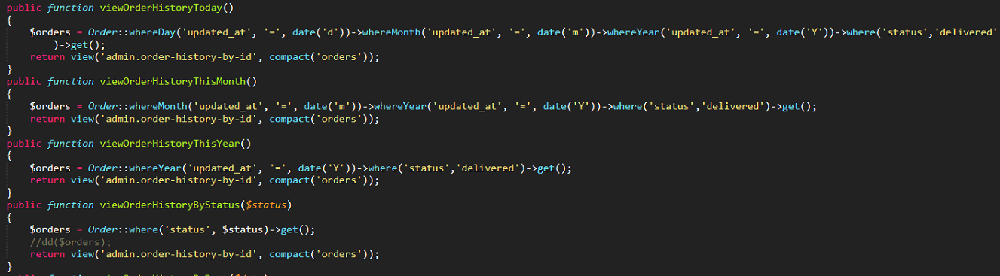 public function viewOrderHistoryToday()
{
    $orders = Order::whereDay('updated_at', '=', date('d'))->whereMonth('updated_at', '=', date('m'))->whereYear('updated_at', '=', date('Y'))->where('status','delivered'
        )->get();
    return view('admin.order-history-by-id', compact('orders'));
}
public function viewOrderHistoryThisMonth()
{
    $orders = Order::whereMonth('updated_at', '=', date('m'))->whereYear('updated_at', '=', date('Y'))->where('status','delivered')->get();
    return view('admin.order-history-by-id', compact('orders'));
}
public function viewOrderHistoryThisYear()
{
    $orders = Order::whereYear('updated_at', '=', date('Y'))->where('status','delivered')->get();
    return view('admin.order-history-by-id', compact('orders'));
}
public function viewOrderHistoryByStatus($status)
{
    $orders = Order::where('status', $status)->get();
    //dd($orders);
    return view('admin.order-history-by-id', compact('orders'));
}